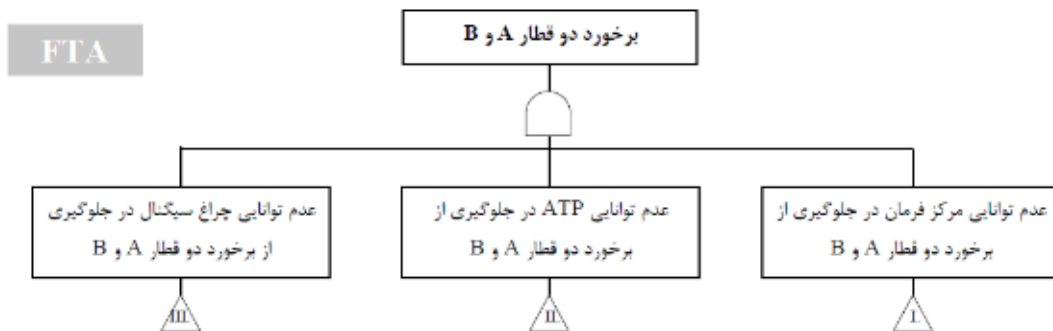 FTA
برخورد دو قطار A و B
عدم توانایی مرکز فرمان در جلوگیری از
برخورد دو قطار A و B
عدم توانایی ATP در جلوگیری از
برخورد دو قطار A و B
عدم توانایی چراغ سیگنال در جلوگیری
از برخورد دو قطار A و B
I
II
III